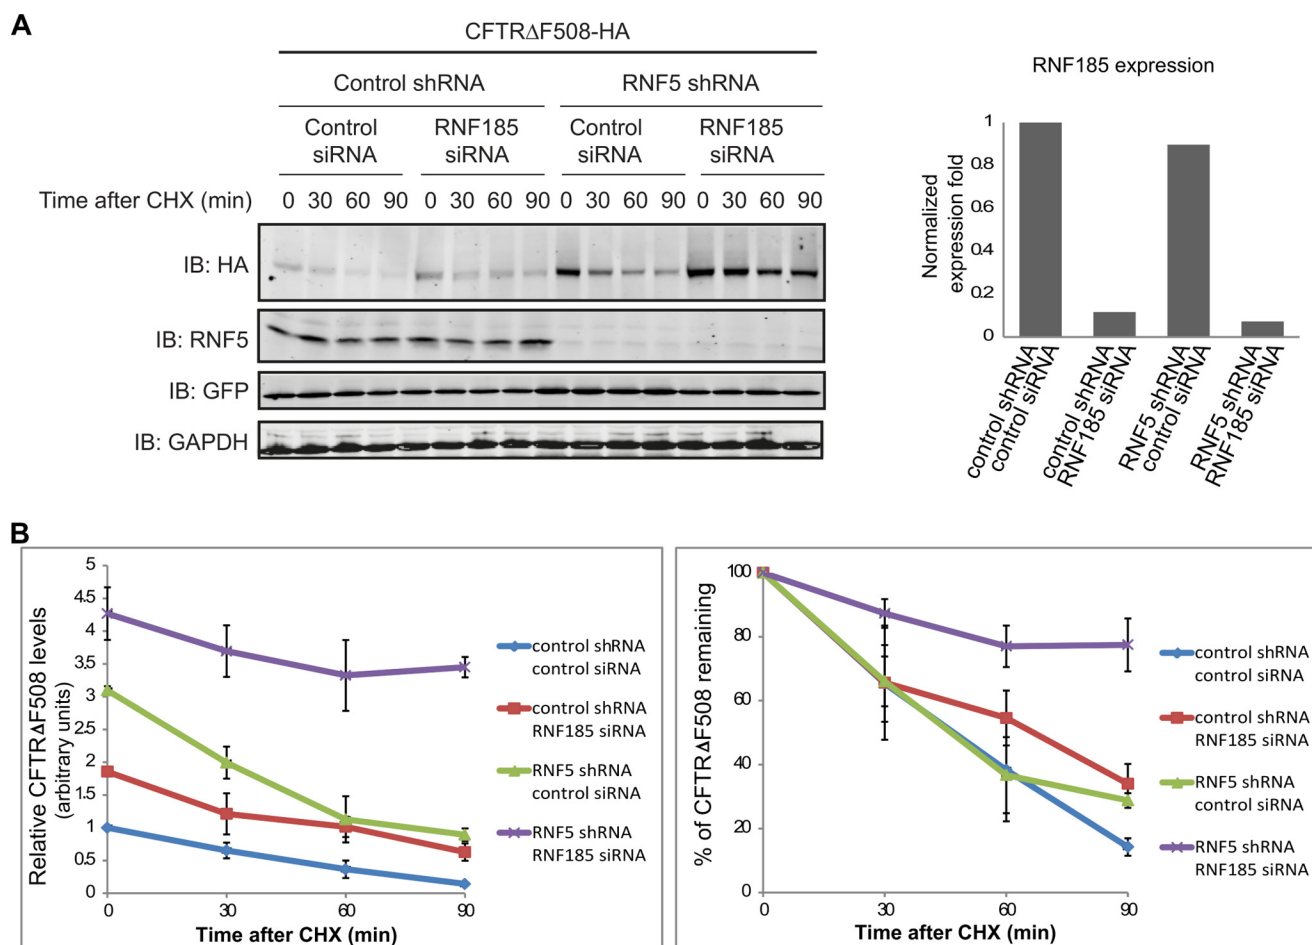 A
CFTRΔF508-HA
Control shRNA RNF5 shRNA
Control siRNA RNF185 siRNA Control siRNA RNF185 siRNA
Time after CHX (min) 0 30 60 90 0 30 60 90 0 30 60 90 0 30 60 90
IB: HA
IB: RNF5
IB: GFP
IB: GAPDH
RNF185 expression
Normalized
expression fold
1
0.8
0.6
0.4
0.2
0
control shRNA
control siRNA
control shRNA
RNF185 siRNA
RNF5 shRNA
control siRNA
RNF5 shRNA
RNF185 siRNA
B
Relative CFTRΔF508 levels
(arbitrary units)
5
4.5
4
3.5
3
2.5
2
1.5
1
0.5
0
0 30 60 90
Time after CHX (min)
control shRNA
control siRNA
control shRNA
RNF185 siRNA
RNF5 shRNA
control siRNA
RNF5 shRNA
RNF185 siRNA
% of CFTRΔF508 remaining
100
80
60
40
20
0
0 30 60 90
Time after CHX (min)
control shRNA
control siRNA
control shRNA
RNF185 siRNA
RNF5 shRNA
control siRNA
RNF5 shRNA
RNF185 siRNA